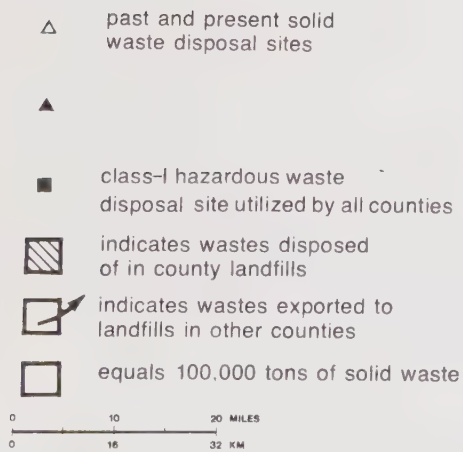 past and present solid
waste disposal sites
class-I hazardous waste
disposal site utilized by all counties
indicates wastes disposed
of in county landfills
indicates wastes exported to
landfills in other counties
equals 100,000 tons of solid waste
0 10 20 MILES
0 16 32 KM